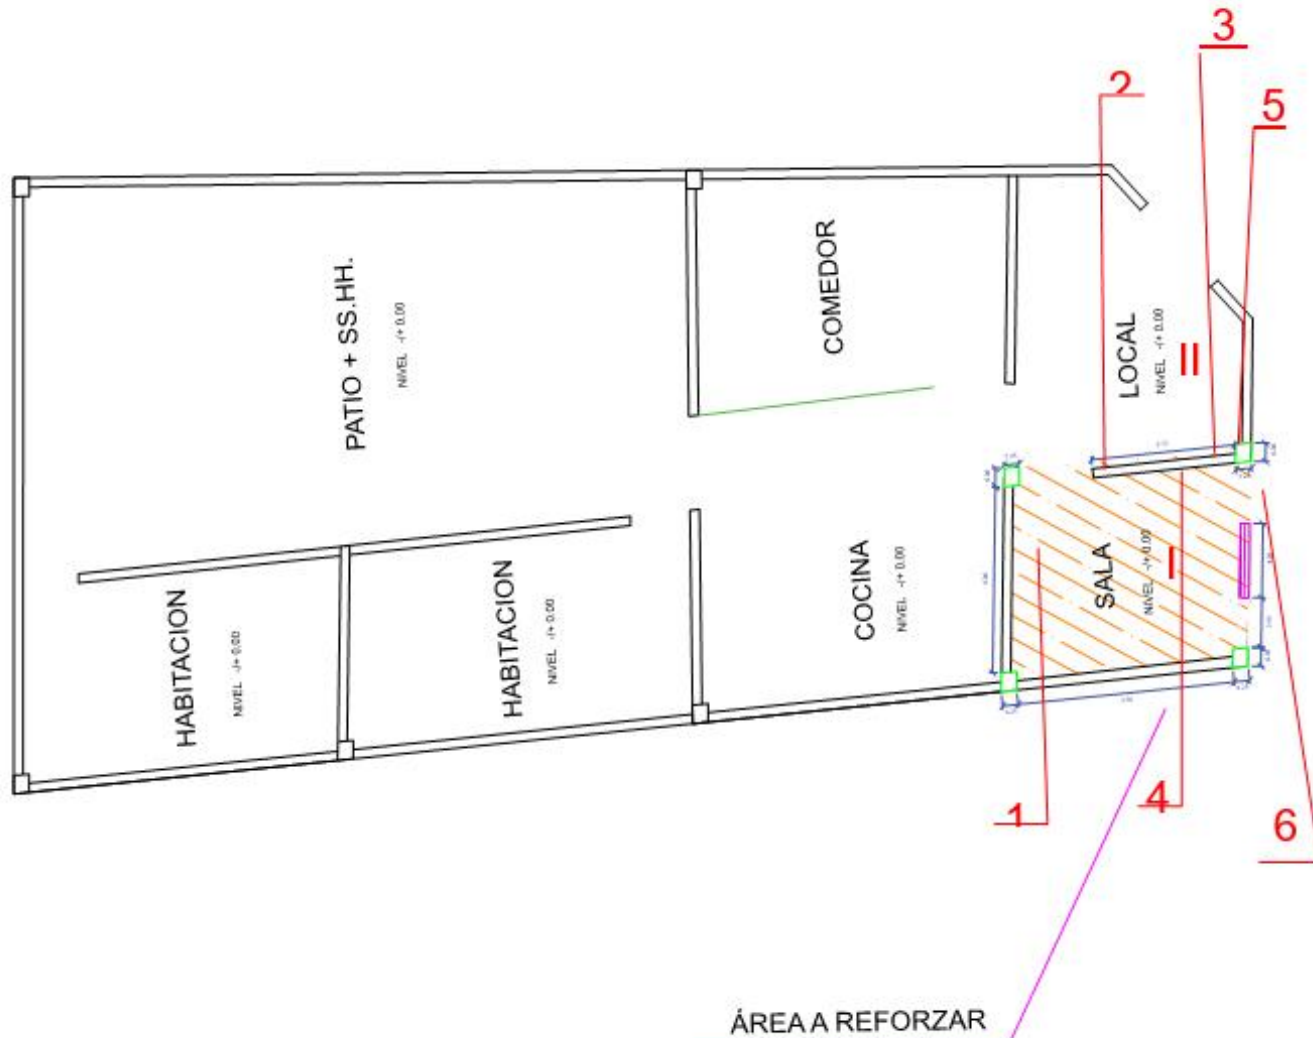 3
2
5
PATIO + SS.HH.
NIVEL -/+ 0.00
COMEDOR
LOCAL
NIVEL -/+ 0.00
II
HABITACION
NIVEL -/+ 0.00
HABITACION
NIVEL -/+ 0.00
COCINA
NIVEL -/+ 0.00
SALA
NIVEL -/+ 0.00
I
1
4
6
ÁREA A REFORZAR